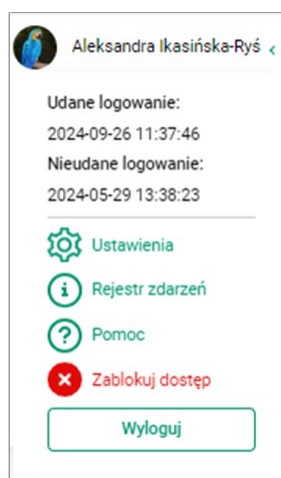 Aleksandra Ikasińska-Ryś
Udane logowanie:
2024-09-26 11:37:46
Nieudane logowanie:
2024-05-29 13:38:23
Ustawienia
Rejestr zdarzeń
Pomoc
Zablokuj dostęp
Wyloguj